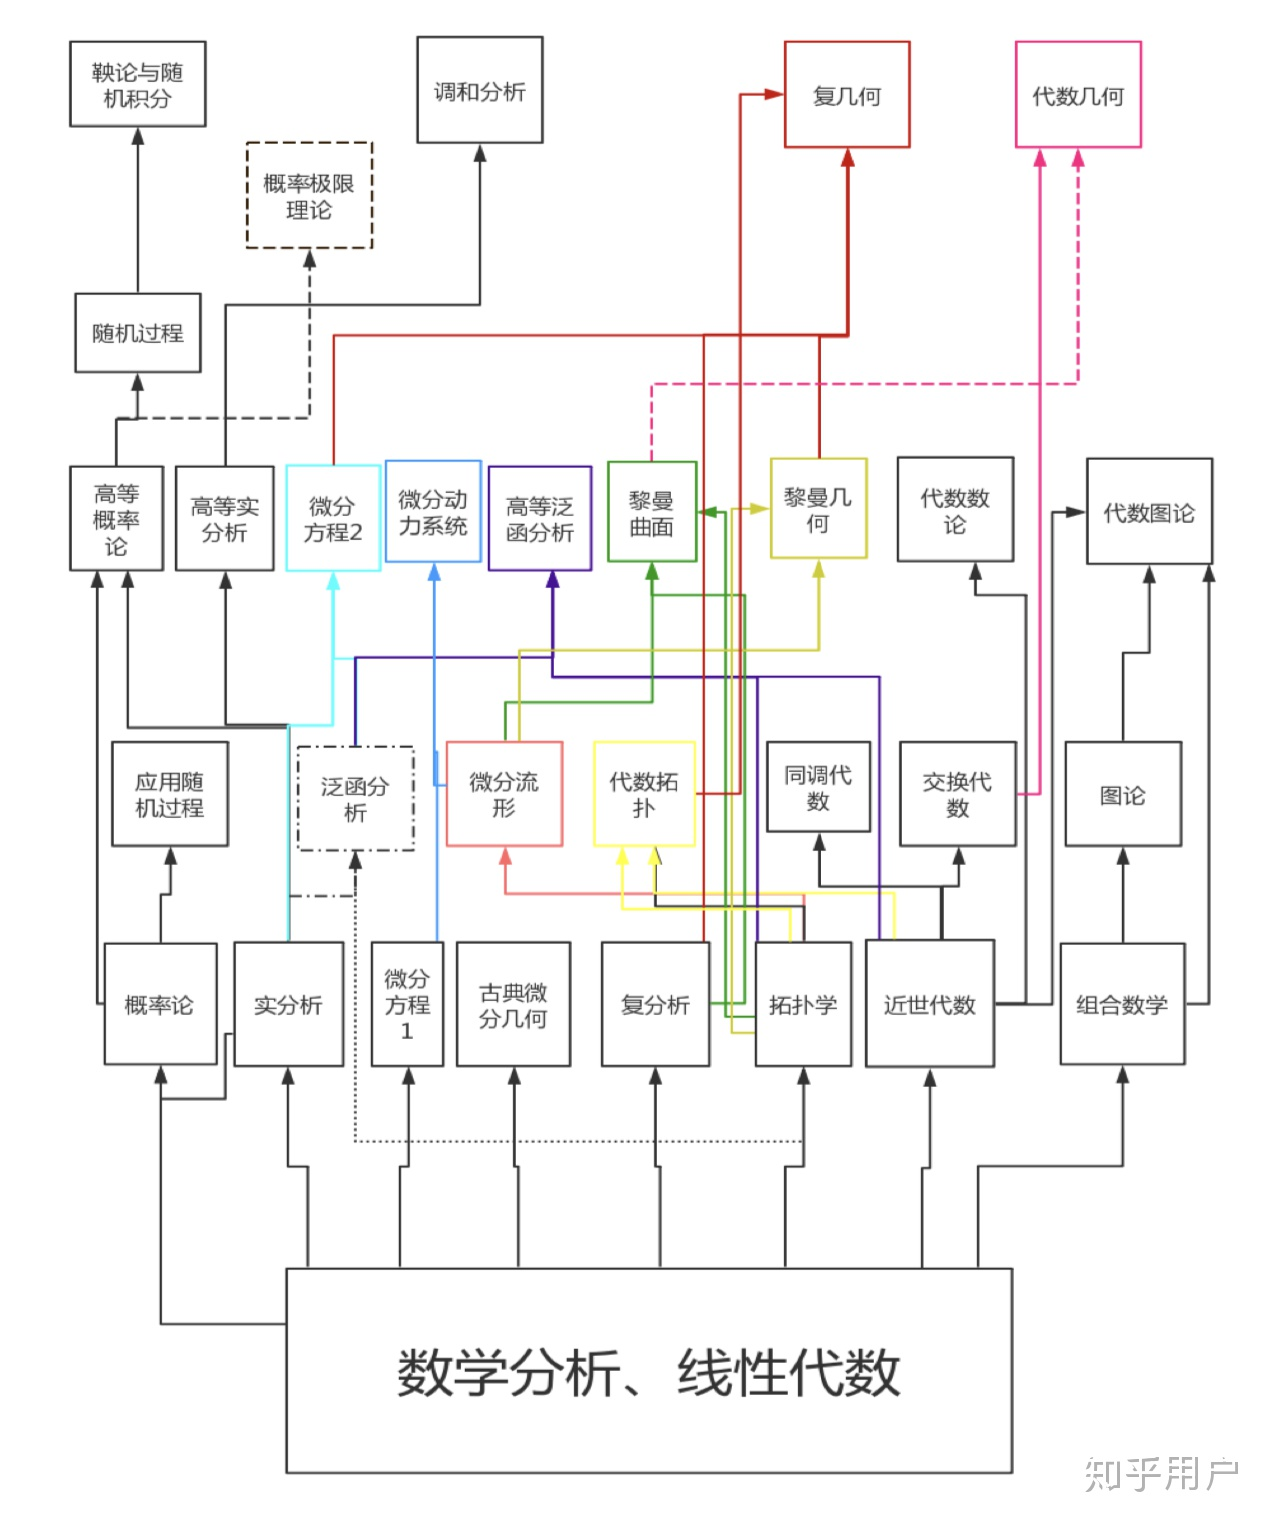 鞅论与随
机积分
调和分析
复几何
代数几何
概率极限
理论
随机过程
高等
概率
论
高等实
分析
微分
方程2
微分动
力系统
高等泛
函分析
黎曼
曲面
黎曼几
何
代数数
论
代数图论
应用随
机过程
泛函分
析
微分流
形
代数拓
扑
同调代
数
交换代
数
图论
概率论
实分析
微分
方程
1
古典微
分几何
复分析
拓扑学
近世代数
组合数学
数学分析、线性代数
知乎用户